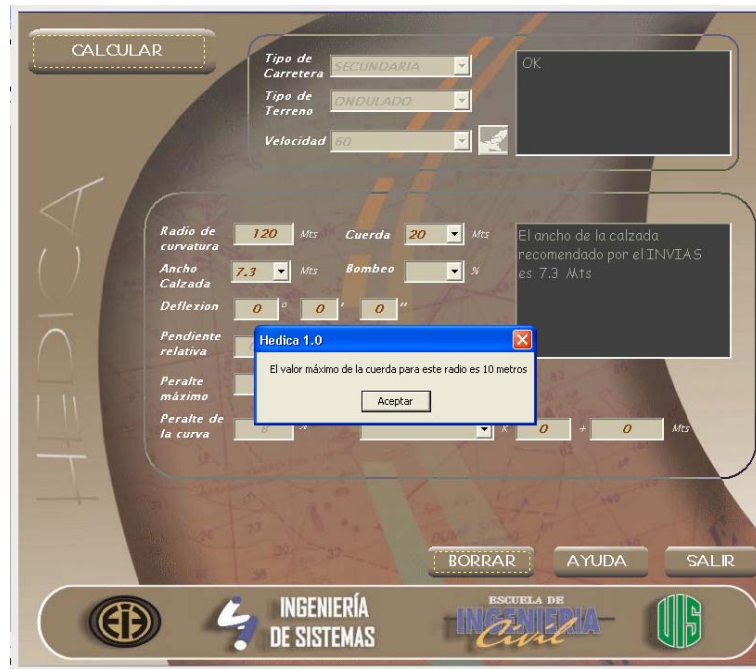 CALCULAR
Tipo de Carretera SECUNDARIA
OK
Tipo de Terreno ONDULADO
Velocidad 60
HEDICA
Radio de curvatura 120 Mts Cuerda 20 Mts
El ancho de la calzada
recomendado por el INVIAS
es 7.3 Mts
Ancho Calzada 7.3 Mts Bombeo %
Deflexion 0 ° 0 ' 0 "
Pendiente relativa
Hedica 1.0
El valor máximo de la cuerda para este radio es 10 metros
Aceptar
Peralte máximo
Peralte de la curva 8 % K 0 + 0 Mts
BORRAR AYUDA SALIR
INGENIERÍA
DE SISTEMAS
ESCUELA DE
INGENIERIA
Civil
UIS